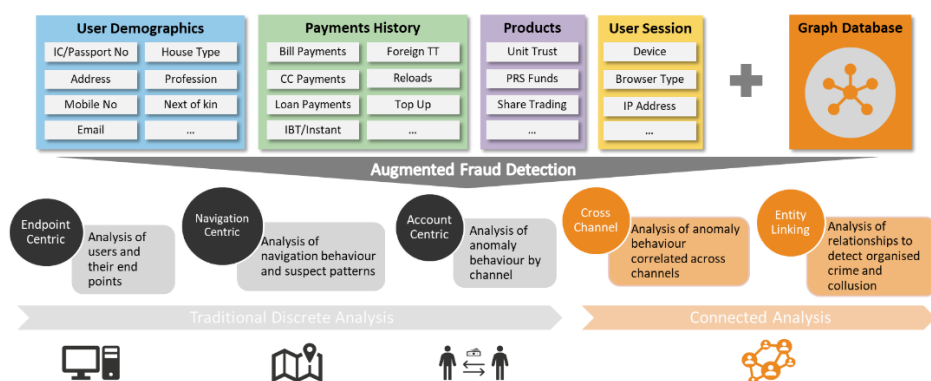 User Demographics
IC/Passport No
House Type
Address
Profession
Mobile No
Next of kin
Email
...
Payments History
Bill Payments
Foreign TT
CC Payments
Reloads
Loan Payments
Top Up
IBT/Instant
...
Products
Unit Trust
PRS Funds
Share Trading
...
User Session
Device
Browser Type
IP Address
...
Graph Database
Augmented Fraud Detection
Endpoint
Centric
Analysis of
users and
their end
points
Navigation
Centric
Analysis of
navigation behaviour
and suspect patterns
Account
Centric
Analysis of
anomaly
behaviour by
channel
Cross
Channel
Analysis of anomaly
behaviour
correlated across
channels
Entity
Linking
Analysis of
relationships to
detect organised
crime and
collusion
Traditional Discrete Analysis
Connected Analysis